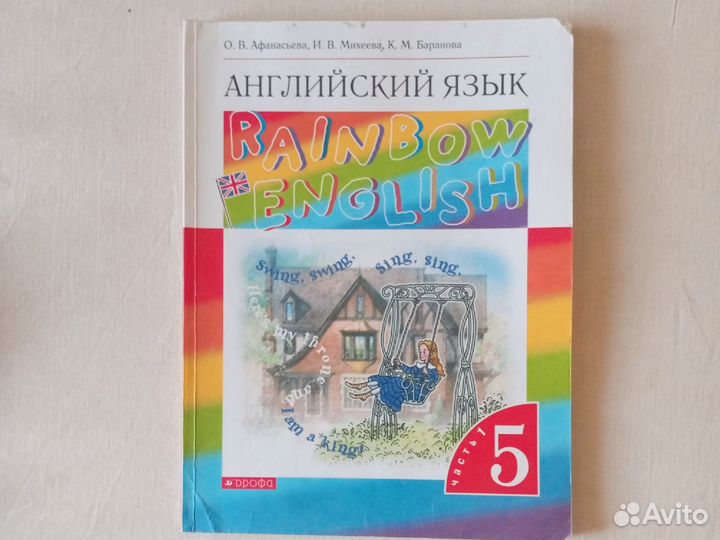 О. В. Афанасьева, И. В. Михеева, К. М. Баранова
АНГЛИЙСКИЙ ЯЗЫК
RAINBOW
ENGLISH
Swing, swing,
Sing, sing,
Here's my throne
and
I am a king!
часть 1
5
ДРОФА
Avito